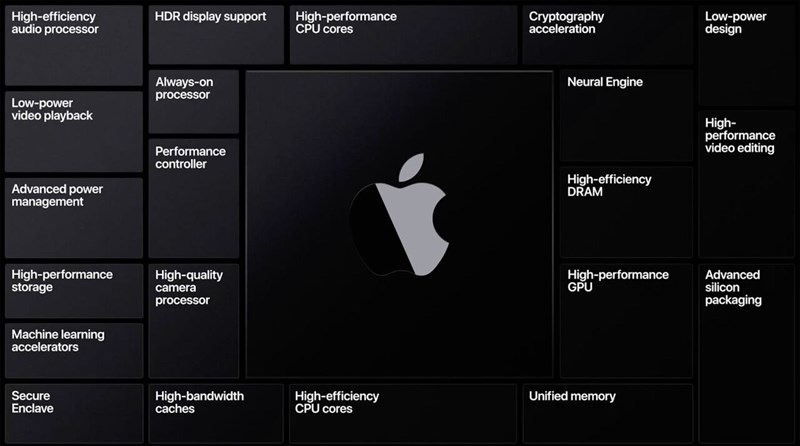 High-efficiency
audio processor
HDR display support
High-performance
CPU cores
Cryptography
acceleration
Low-power
design
Low-power
video playback
Always-on
processor
Neural Engine
High-
performance
video editing
Performance
controller
Advanced power
management
High-efficiency
DRAM
High-performance
storage
High-quality
camera
processor
High-performance
GPU
Advanced
silicon
packaging
Machine learning
accelerators
Secure
Enclave
High-bandwidth
caches
High-efficiency
CPU cores
Unified memory